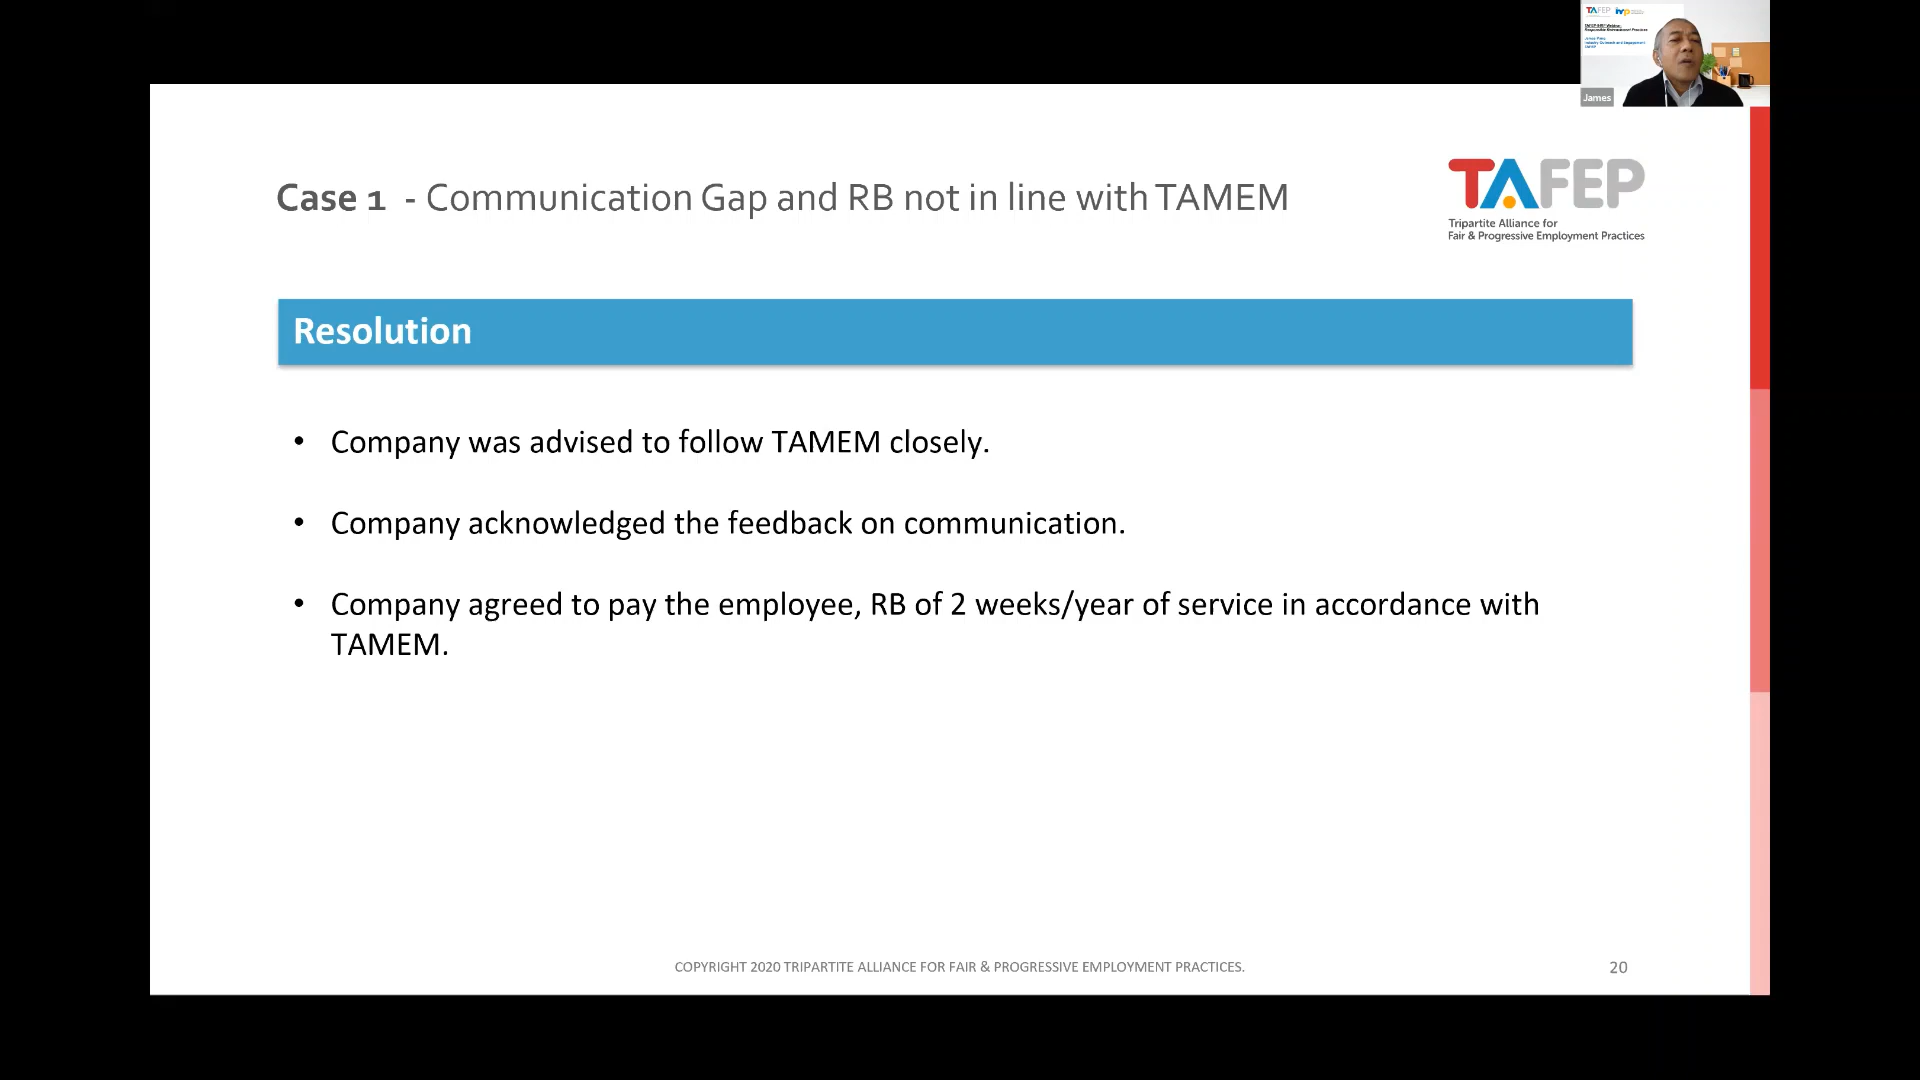 TAFEP
James
Case 1 - Communication Gap and RB not in line with TAMEM
TAFEP
Tripartite Alliance for
Fair & Progressive Employment Practices
Resolution
• Company was advised to follow TAMEM closely.
• Company acknowledged the feedback on communication.
• Company agreed to pay the employee, RB of 2 weeks/year of service in accordance with
TAMEM.
COPYRIGHT 2020 TRIPARTITE ALLIANCE FOR FAIR & PROGRESSIVE EMPLOYMENT PRACTICES.
20